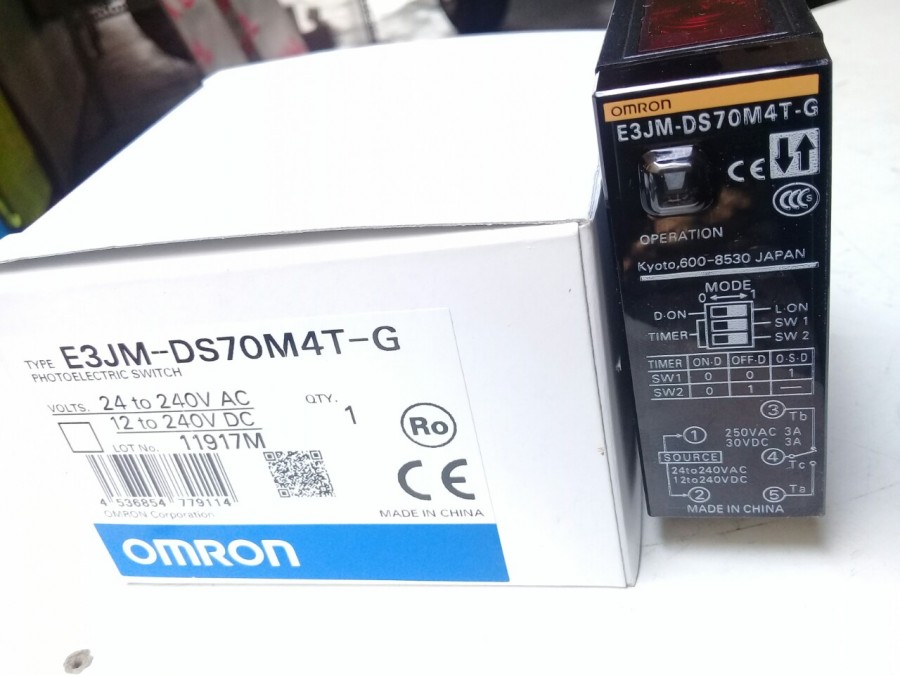 TYPE E3JM-DS70M4T-G
PHOTOELECTRIC SWITCH
VOLTS. 24 to 240V AC
12 to 240V DC
QTY.
1
LOT No. 11917M
4 536854 779114
OMRON Corporation
Ro
CE
MADE IN CHINA
OMRON
OMRON
E3JM-DS70M4T-G
CE
CCC S
OPERATION
Kyoto,600-8530 JAPAN
MODE
0 1
D·ON L·ON
SW 1
TIMER SW 2
TIMER ON·D OFF·D O·S·D
SW1 0 0 1
SW2 0 1 —
3 Tb
1 250VAC 3A
30VDC 3A
SOURCE 4 Tc
24to240VAC
12to240VDC
2 5 Ta
MADE IN CHINA